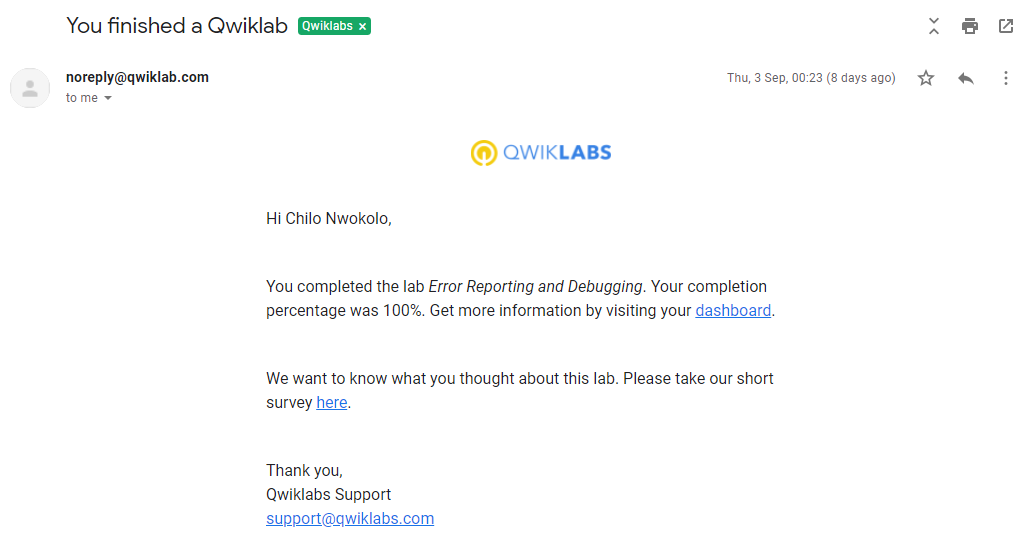 You finished a Qwiklab Qwiklabs x
noreply@qwiklab.com Thu, 3 Sep, 00:23 (8 days ago)
to me
QWIKLABS
Hi Chilo Nwokolo,
You completed the lab Error Reporting and Debugging. Your completion
percentage was 100%. Get more information by visiting your dashboard.
We want to know what you thought about this lab. Please take our short
survey here.
Thank you,
Qwiklabs Support
support@qwiklabs.com